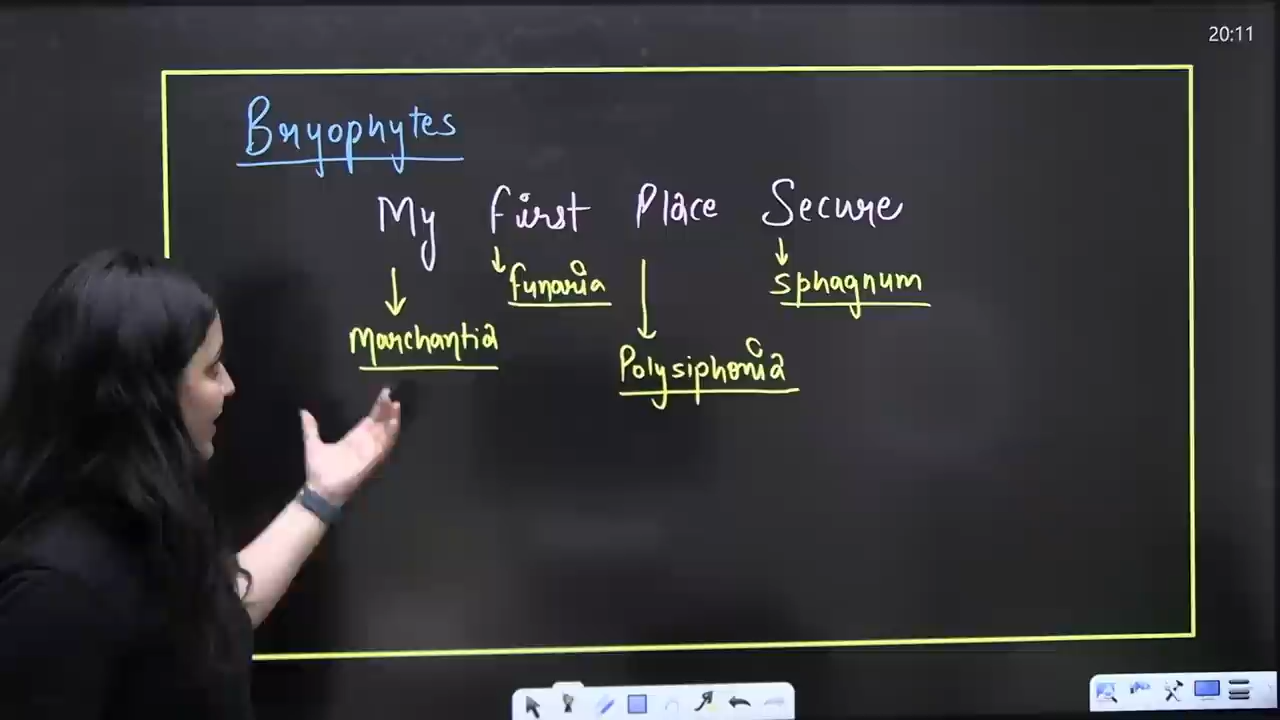 20:11
Bryophytes
My First Place Secure
funaria sphagnum
Marchantia Polysiphonia